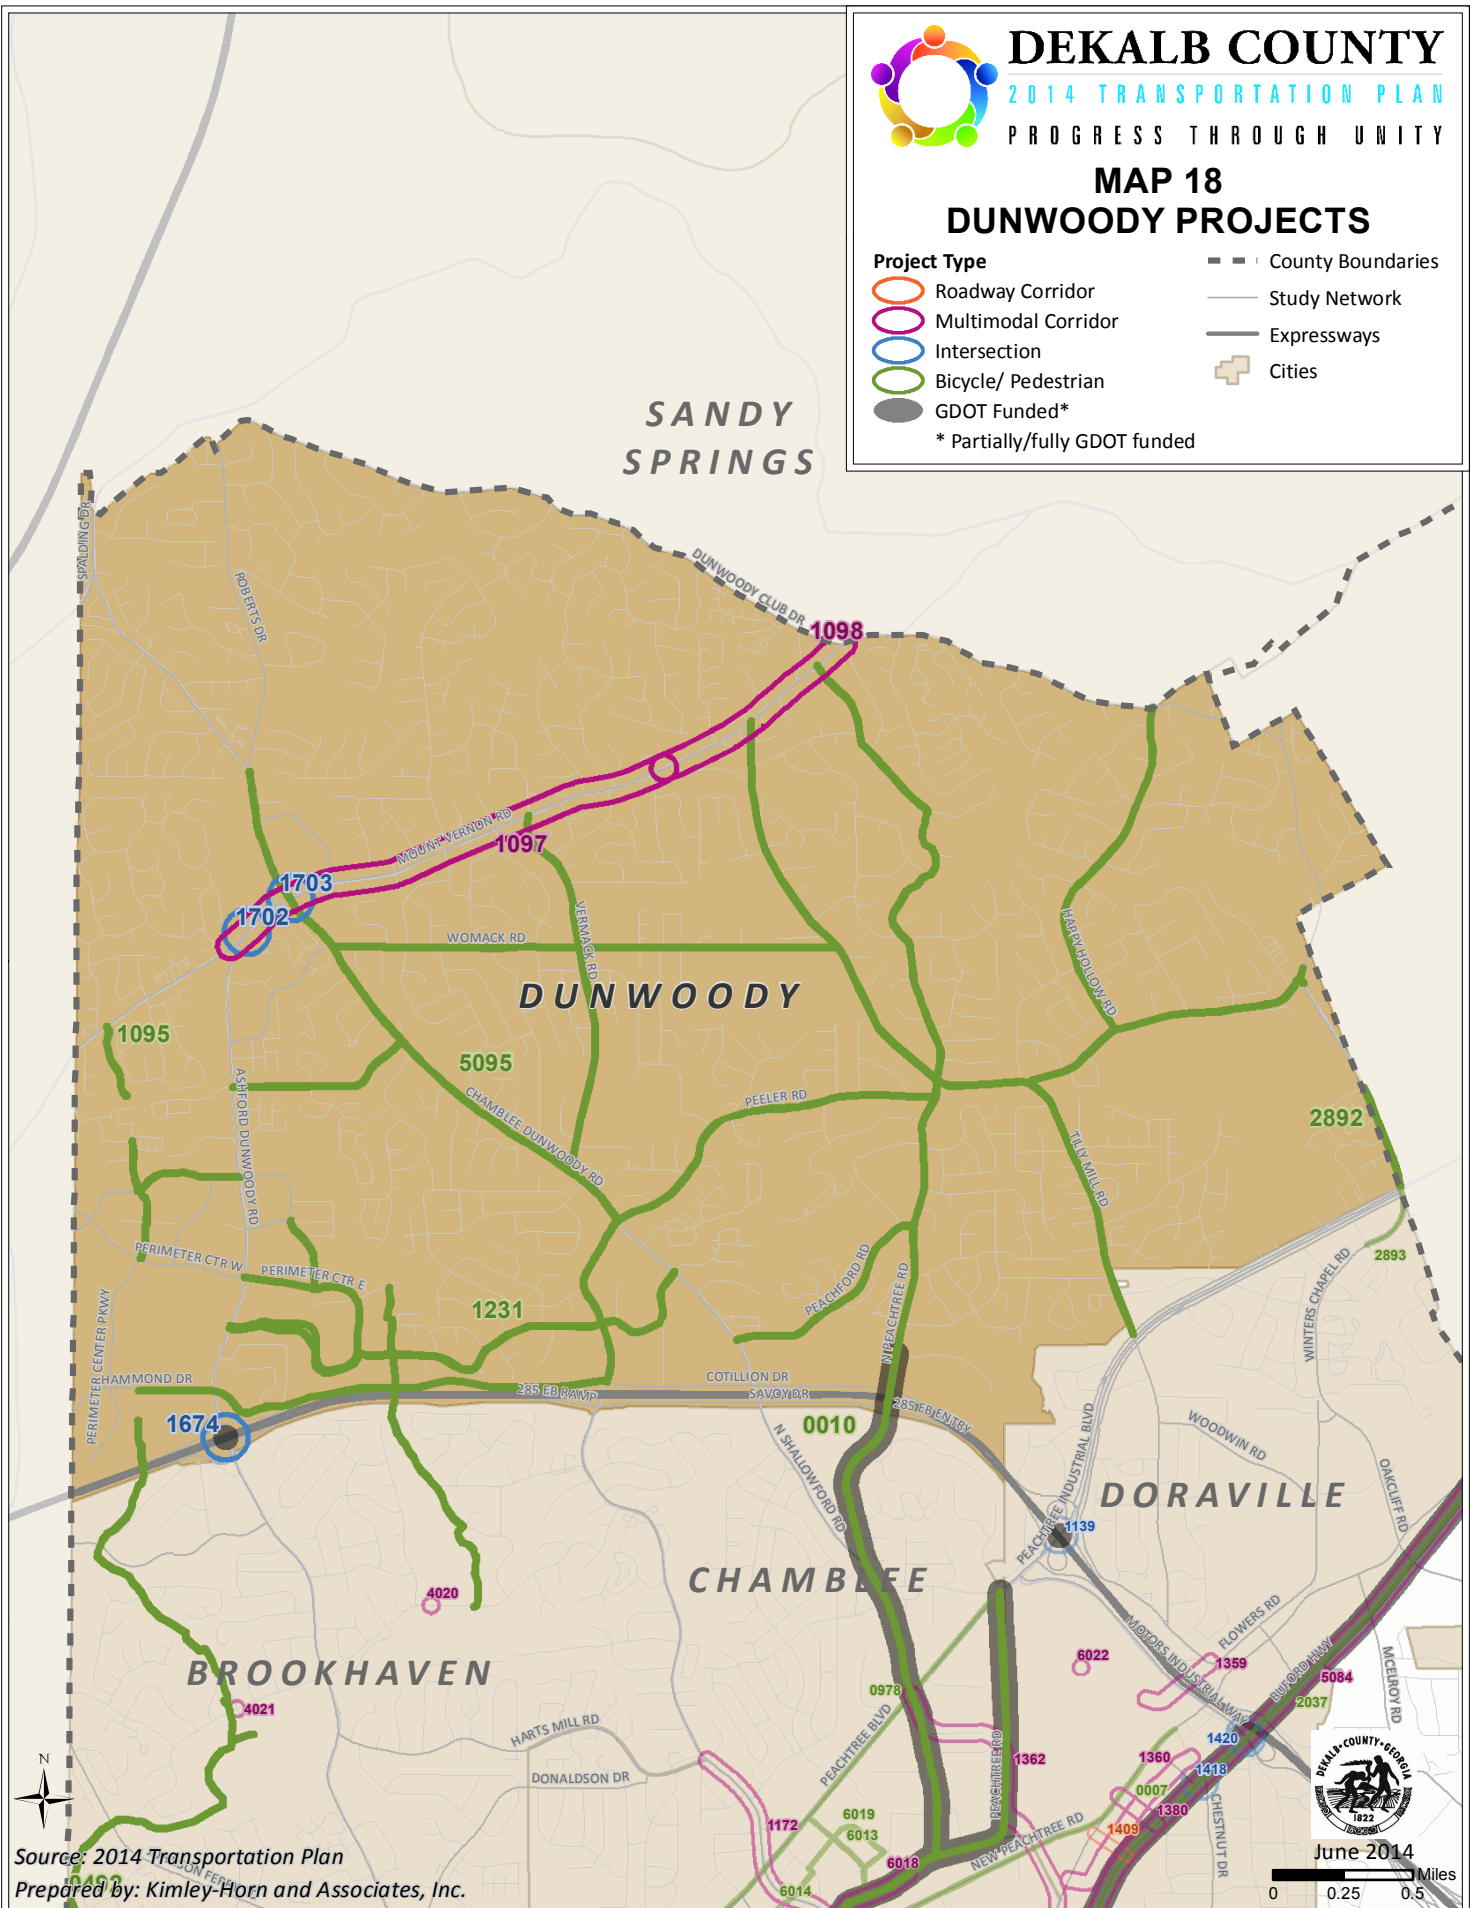 DEKALB COUNTY
2014 TRANSPORTATION PLAN
PROGRESS THROUGH UNITY
MAP 18
DUNWOODY PROJECTS
Project Type
Roadway Corridor
Multimodal Corridor
Intersection
Bicycle/ Pedestrian
GDOT Funded*
* Partially/fully GDOT funded
County Boundaries
Study Network
Expressways
Cities
SANDY
SPRINGS
SPALDING DR
ROBERTS DR
DUNWOODY CLUB DR
1098
MOUNT VERNON RD
1097
1703
1702
WOMACK RD
VERMACK RD
HAPPY HOLLOW RD
DUNWOODY
1095
5095
ASHFORD DUNWOODY RD
CHAMBLEE DUNWOODY RD
PEELER RD
TILLY MILL RD
2892
PERIMETER CTR W
PERIMETER CTR E
PERIMETER CENTER PKWY
1231
PEACHFORD RD
N PEACHTREE RD
WINTERS CHAPEL RD
2893
HAMMOND DR
285 EB RAMP
COTILLION DR
SAVOY DR
285 EB ENTRY
1674
0010
N SHALLOWFORD RD
PEACHTREE INDUSTRIAL BLVD
WOODWIN RD
OAKCLIFF RD
DORAVILLE
1139
CHAMBLEE
4020
MOTORS INDUSTRIAL WAY
FLOWERS RD
BUFORD HWY
MCELROY RD
BROOKHAVEN
6022
1359
5084
2037
4021
0978
HARTS MILL RD
PEACHTREE BLVD
PEACHTREE RD
1362
1420
1360
1418
0007
1380
CHESTNUT DR
DONALDSON DR
1172
6019
6013
6018
6014
NEW PEACHTREE RD
1409
DEKALB COUNTY GEORGIA
1822
June 2014
Miles
0 0.25 0.5
N
Source: 2014 Transportation Plan
Prepared by: Kimley-Horn and Associates, Inc.